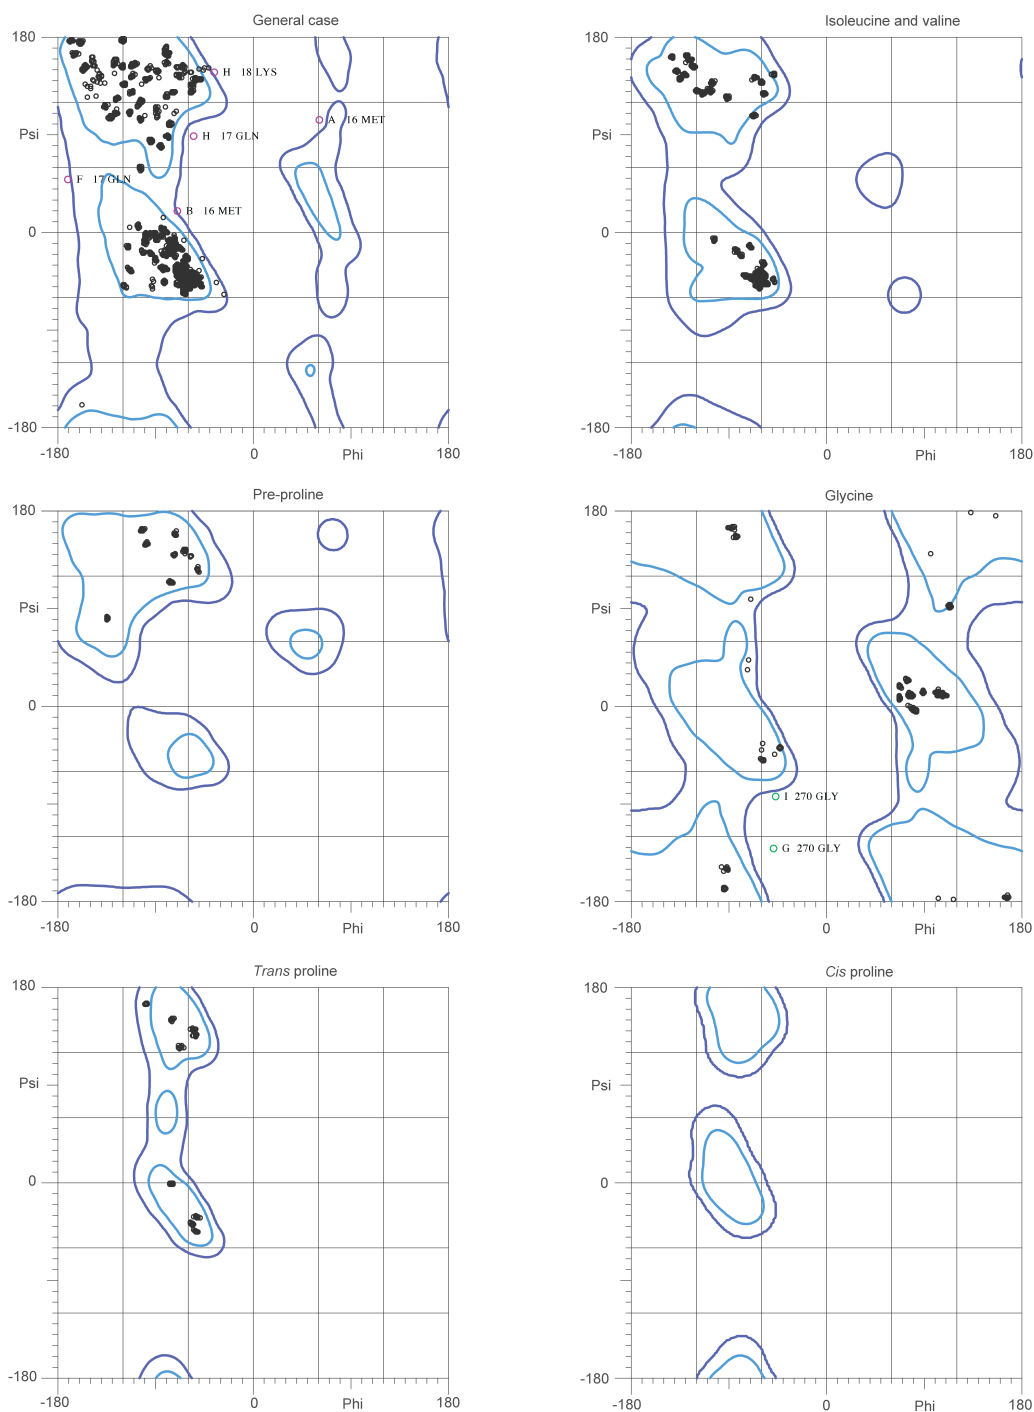 General case
180
H 18 LYS
A 16 MET
Psi
H 17 GLN
F 17 GLN
B 16 MET
0
-180
-180
0
Phi
180
Isoleucine and valine
180
Psi
0
-180
-180
0
Phi
180
Pre-proline
180
Psi
0
-180
-180
0
Phi
180
Glycine
180
Psi
0
I 270 GLY
G 270 GLY
-180
-180
0
Phi
180
Trans proline
180
Psi
0
-180
-180
0
Phi
180
Cis proline
180
Psi
0
-180
-180
0
Phi
180